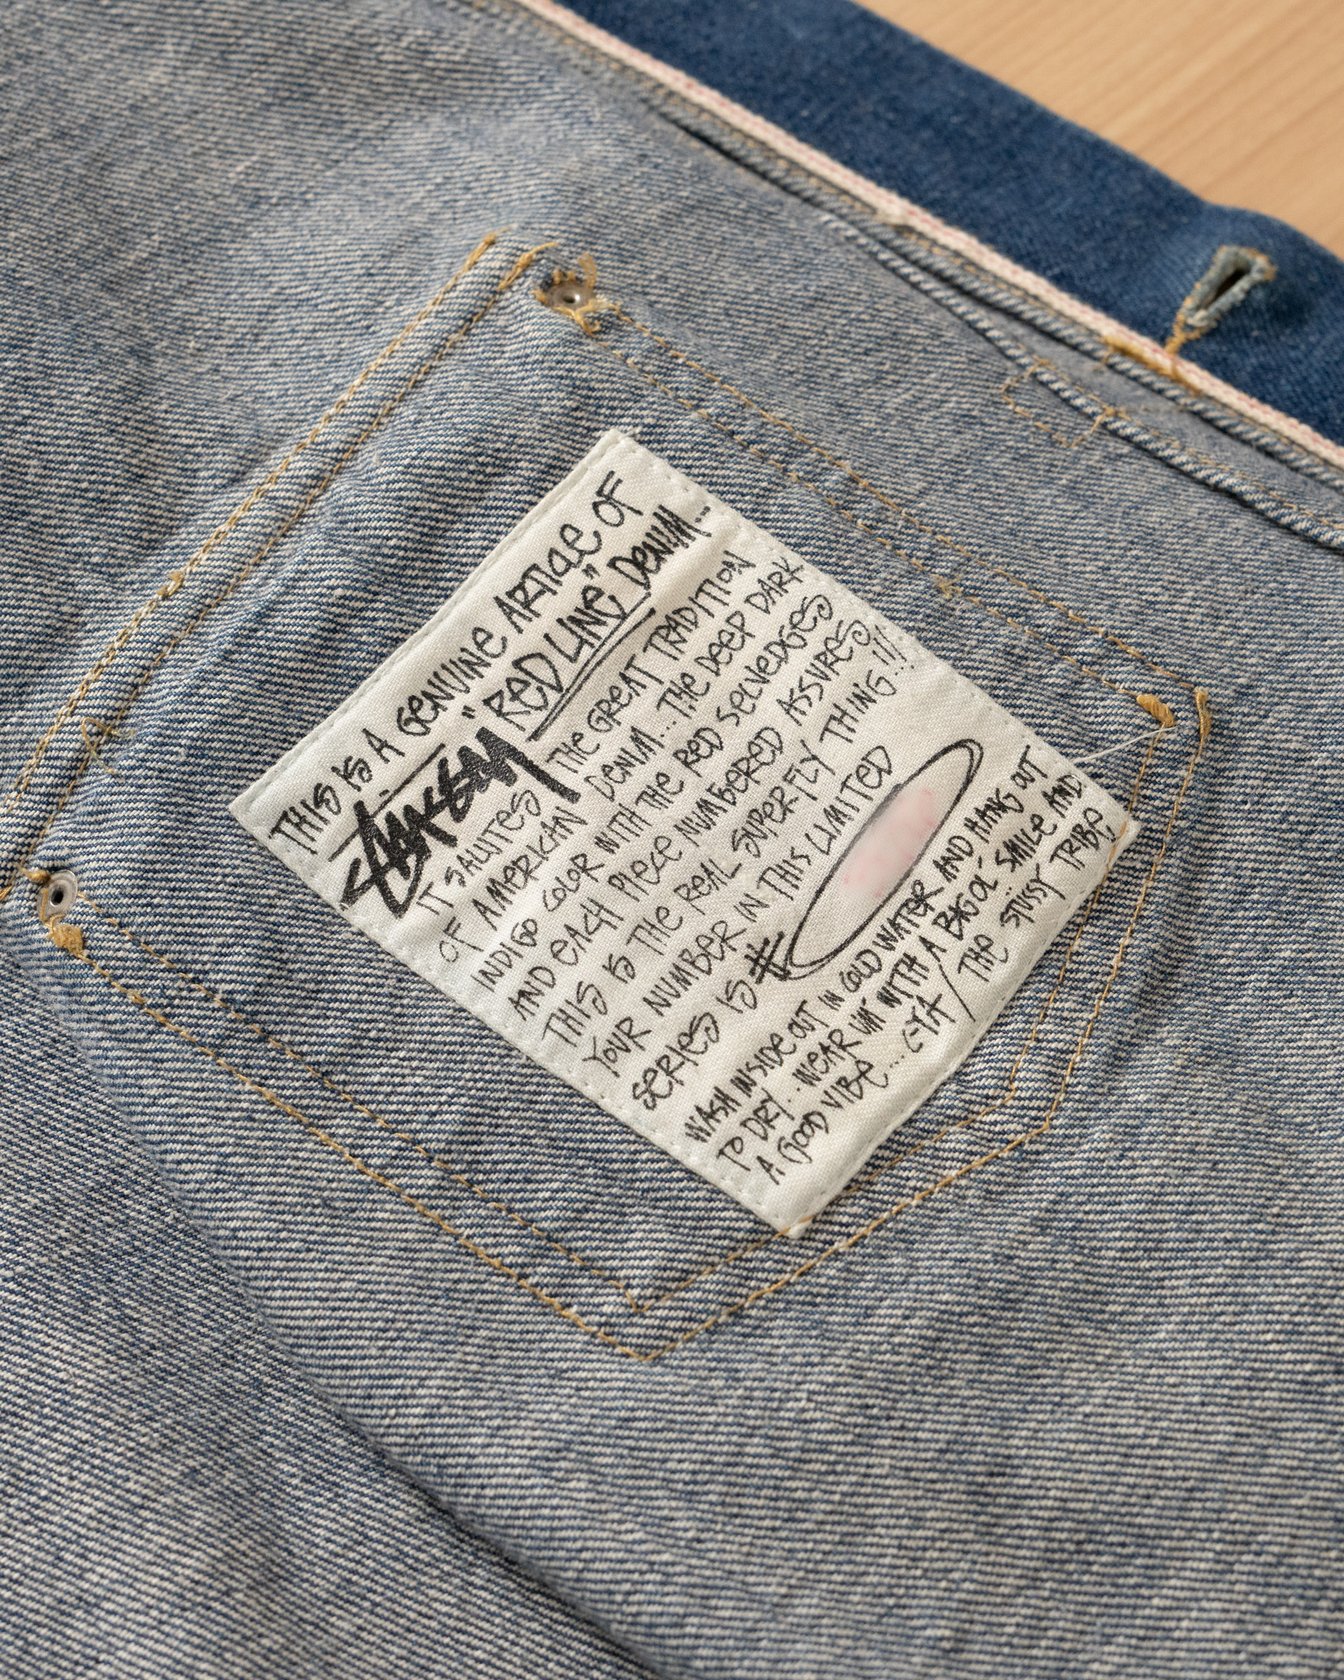 THIS IS A GENUINE ARTICLE OF
Stüssy "RED LINE" DENIM...
IT SALUTES THE GREAT TRADITION
OF AMERICAN DENIM... THE DEEP DARK
INDIGO COLOR WITH THE RED SELVEDGES
AND EACH PIECE NUMBERED ASSURES
THIS IS THE REAL SUPERFLY THING!!!
YOUR NUMBER IN THIS LIMITED
SERIES IS #
WASH INSIDE OUT IN COLD WATER AND HANG OUT
TO DRY... WEAR 'UM WITH A BIG OL' SMILE AND
A GOOD VIBE... -YA / THE STUSSY TRIBE.